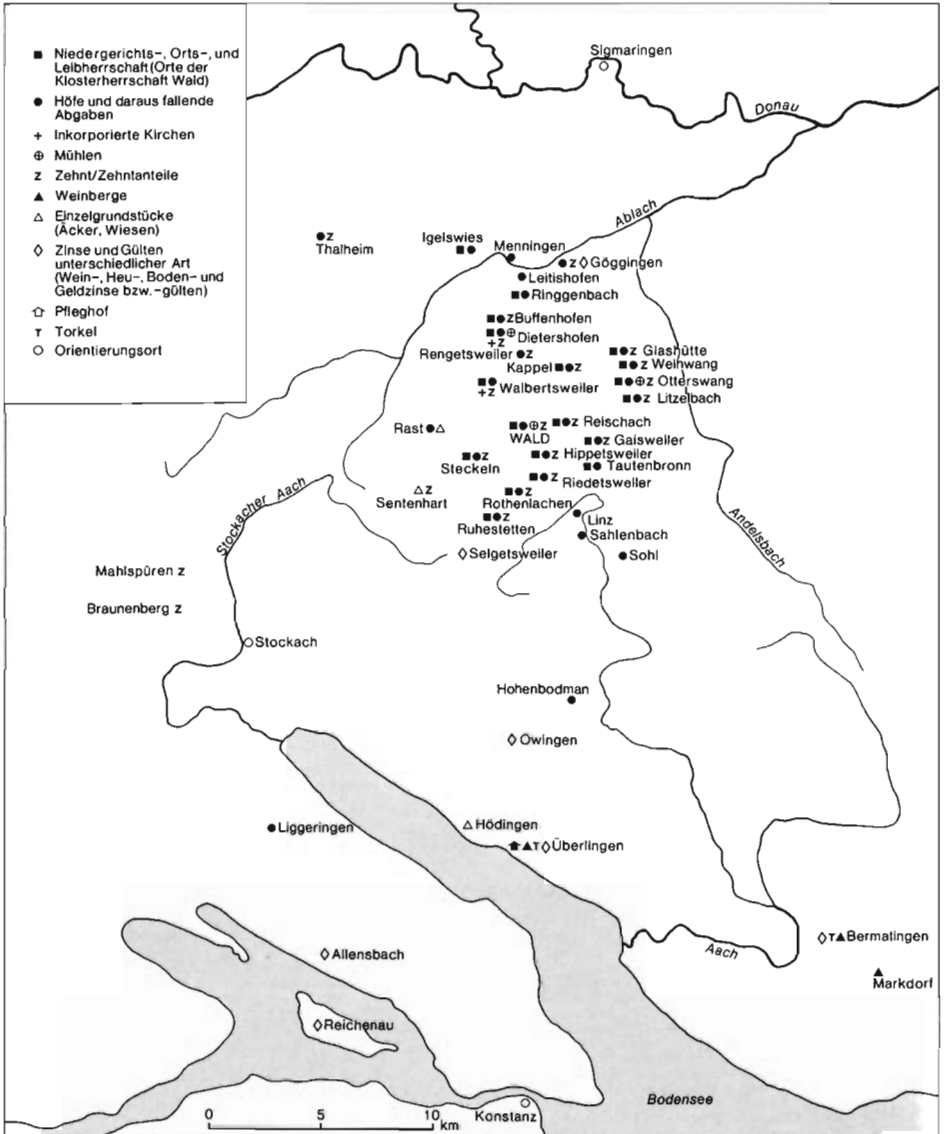 Niedergerichts-, Orts-, und
Leibherrschaft (Orte der
Klosterherrschaft Wald)
Höfe und daraus fallende
Abgaben
+ Inkorporierte Kirchen
Mühlen
z Zehnt/Zehntanteile
Weinberge
Einzelgrundstücke
(Äcker, Wiesen)
Zinse und Gülten
unterschiedlicher Art
(Wein-, Heu-, Boden- und
Geldzinse bzw. -gülten)
Pfleghof
T Torkel
Orientierungsort
Sigmaringen
Donau
Ablach
z
Thalheim
Igelswies
Menningen
z Göggingen
Leitishofen
Ringgenbach
z Buffenhofen
Dietershofen
+z
Rengetsweiler z
Glashütte z
Kappel z
Weihwang z
Walbertsweiler
+z
Otterswang z
Litzelbach z
Rast
z
WALD
z Reischach
z Gaisweiler
Steckeln z
z Hippetsweiler
Tautenbronn
z Riedetsweiler
z
Sentenhart
z
Rothenlachen
z
Ruhestetten
Linz
Sahlenbach
Sohl
Selgetsweiler
Stockacher Aach
Andelsbach
Mahlspüren z
Braunenberg z
Stockach
Hohenbodman
Owingen
Liggeringen
Hödingen
T Überlingen
Aach
T Bermatingen
Markdorf
Allensbach
Reichenau
Bodensee
Konstanz
0 5 10
km